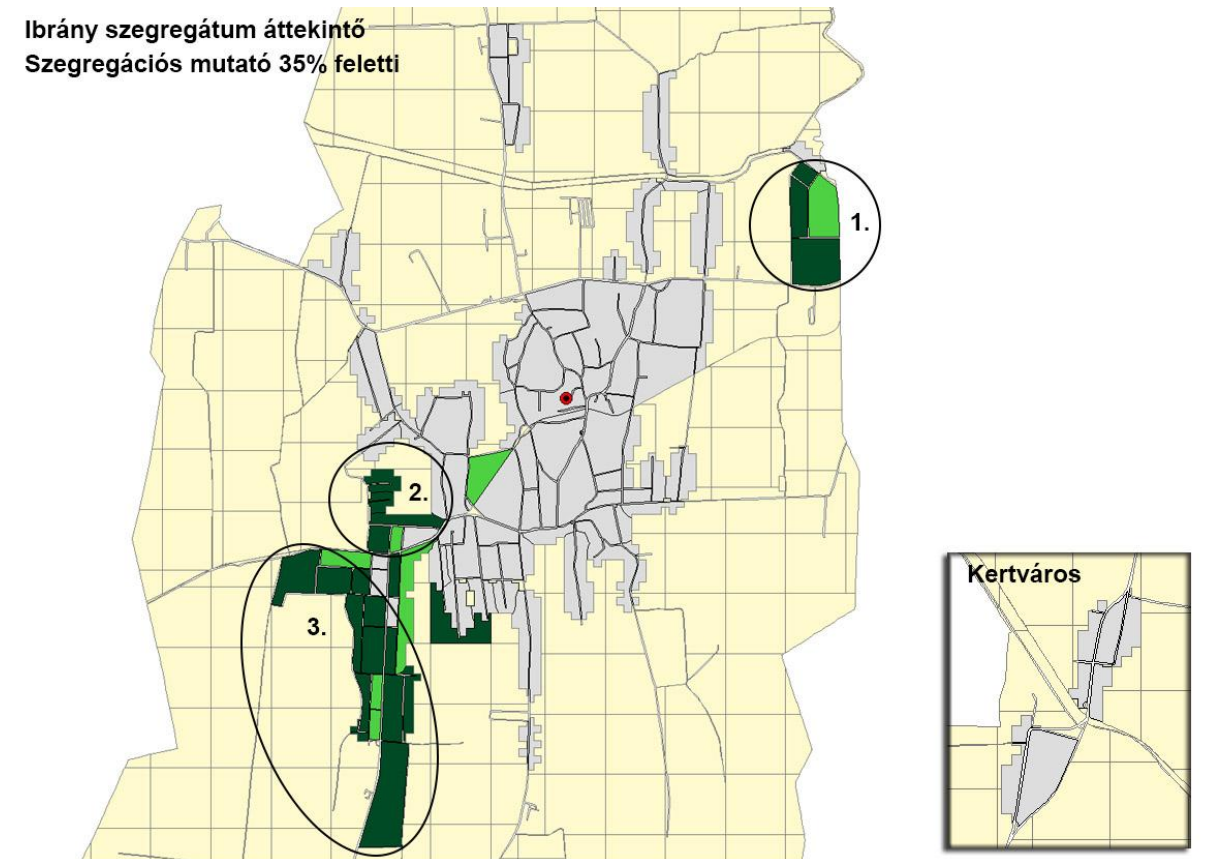 Ibrány szegregátum áttekintő
Szegregációs mutató 35% feletti
1.
2.
3.
Kertváros